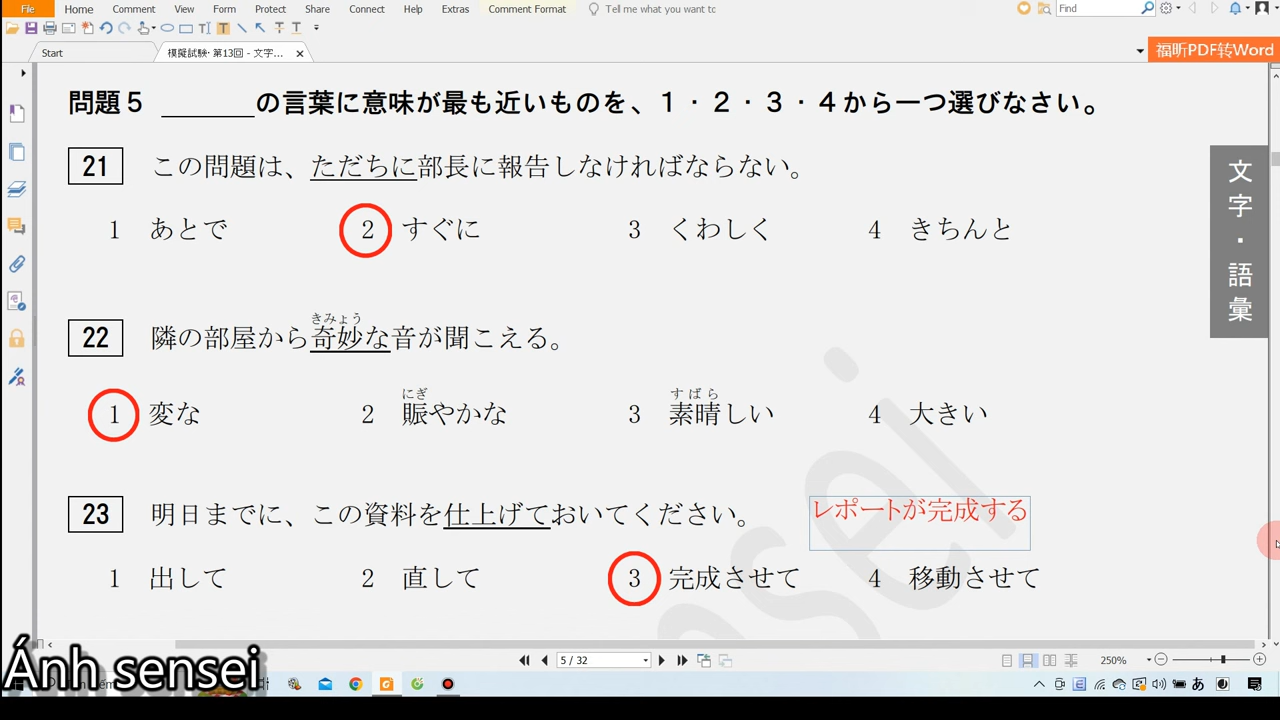 File Home Comment View Form Protect Share Connect Help Extras Comment Format Tell me what you want to Find
Start 模擬試験・第13回 - 文字... 福昕PDF转Word
問題５ ＿＿＿の言葉に意味が最も近いものを、１・２・３・４から一つ選びなさい。
21 この問題は、ただちに部長に報告しなければならない。
1 あとで 2 すぐに 3 くわしく 4 きちんと
文字・語彙
きみょう
22 隣の部屋から奇妙な音が聞こえる。
にぎ すばら
1 変な 2 賑やかな 3 素晴しい 4 大きい
23 明日までに、この資料を仕上げておいてください。 レポートが完成する
1 出して 2 直して 3 完成させて 4 移動させて
Ánh sensei
5 / 32 250%